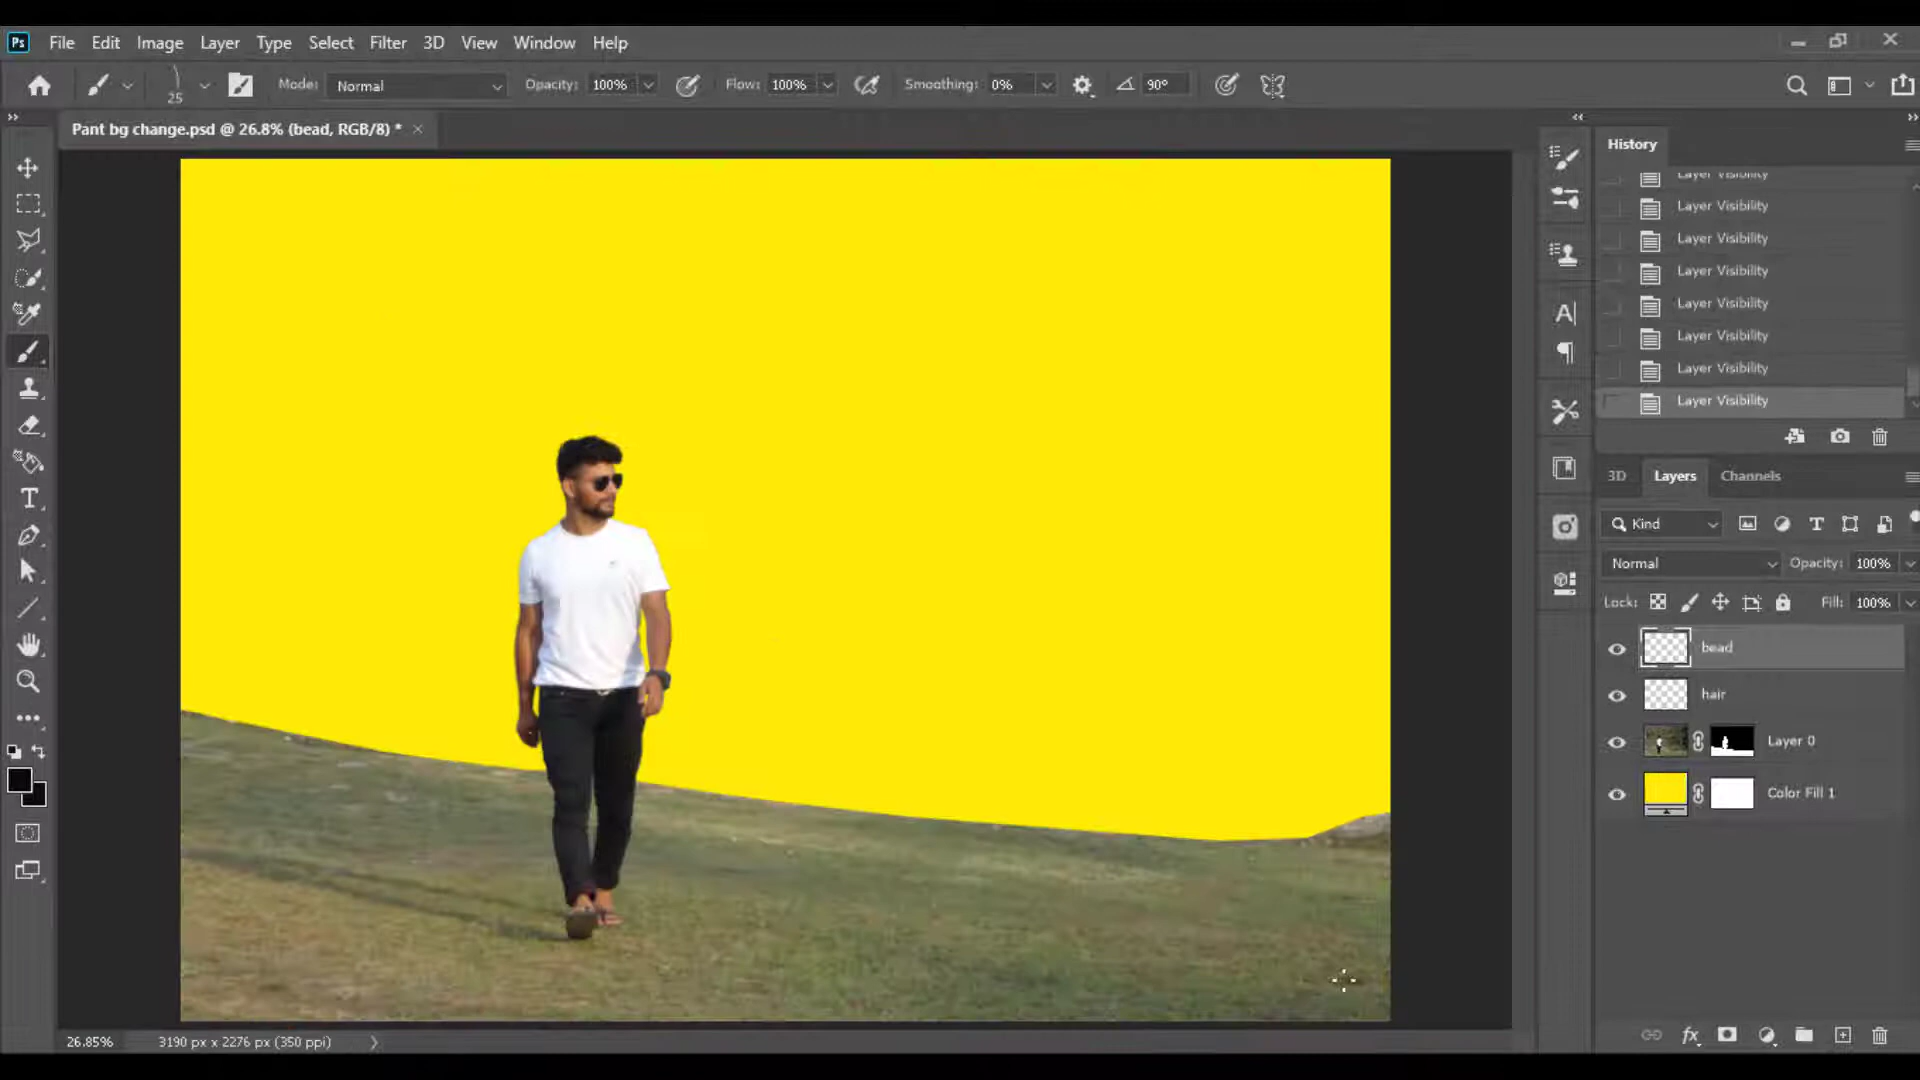 Ps File Edit Image Layer Type Select Filter 3D View Window Help
25 Mode: Normal Opacity: 100% Flow: 100% Smoothing: 0% 90°
Pant bg change.psd @ 26.8% (bead, RGB/8) * ×
History
Layer Visibility
Layer Visibility
Layer Visibility
Layer Visibility
Layer Visibility
Layer Visibility
Layer Visibility
Layer Visibility
3D Layers Channels
Kind
Normal Opacity: 100%
Lock: Fill: 100%
bead
hair
Layer 0
Color Fill 1
26.85% 3190 px x 2276 px (350 ppi)